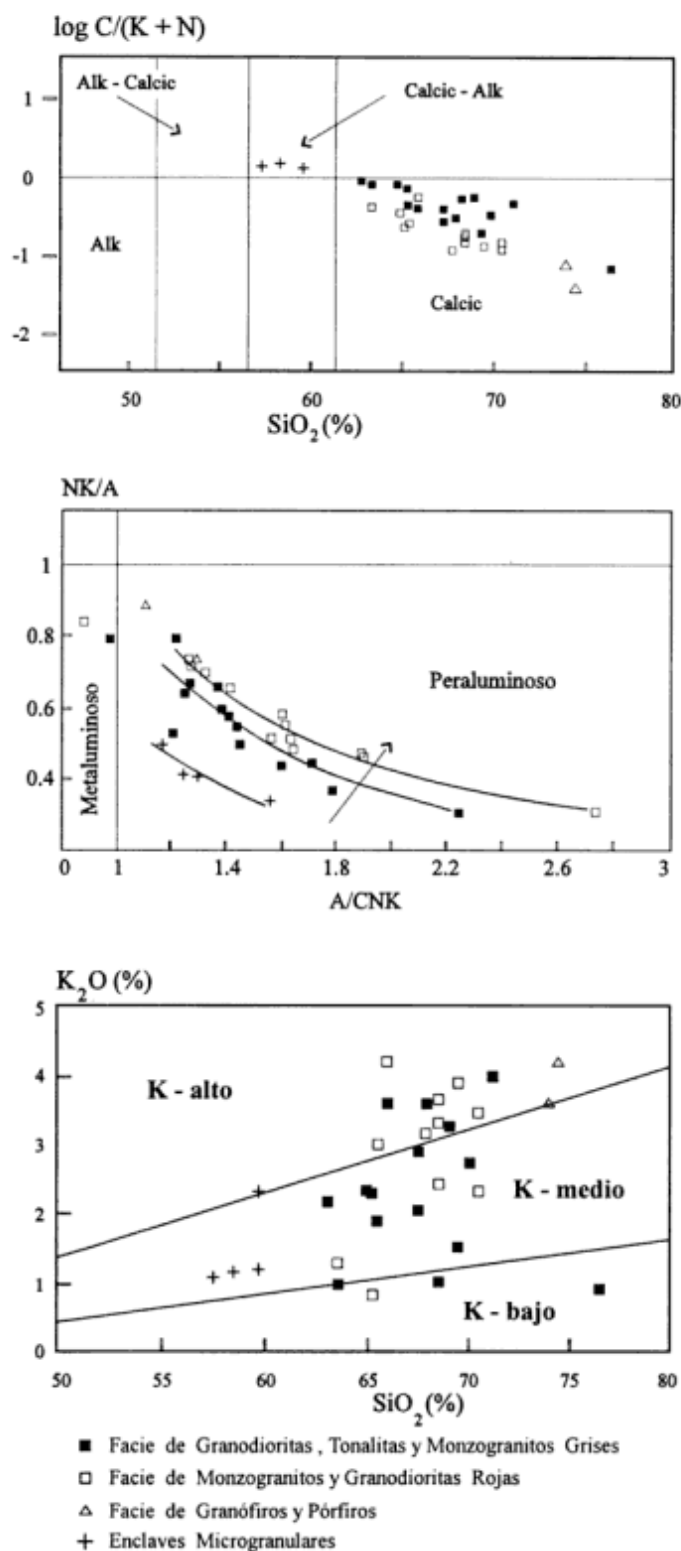 log C/(K + N)
1
Alk - Calcic
Calcic - Alk
0
Alk
-1
Calcic
-2
50 60 70 80
SiO2 (%)
NK/A
1
0.8
Peraluminoso
0.6
Metaluminoso
0.4
0 1 1.4 1.8 2.2 2.6 3
A/CNK
K2O (%)
5
4
K - alto
3
K - medio
2
1
K - bajo
0
50 55 60 65 70 75 80
SiO2 (%)
■ Facie de Granodioritas , Tonalitas y Monzogranitos Grises
□ Facie de Monzogranitos y Granodioritas Rojas
△ Facie de Granófiros y Pórfiros
+ Enclaves Microgranulares